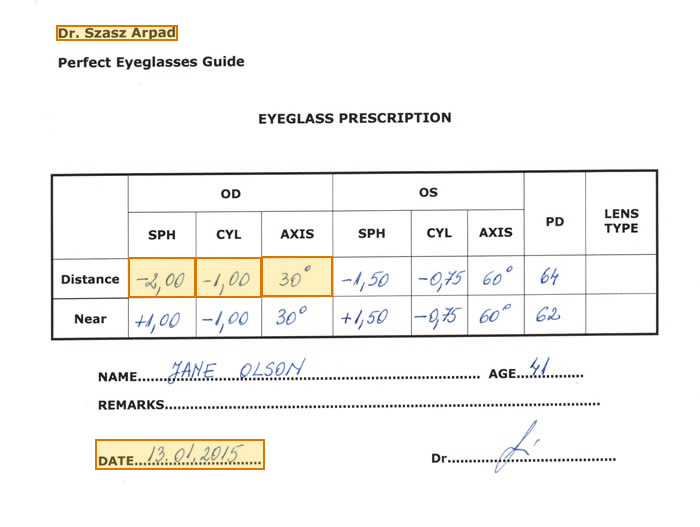 Dr. Szasz Arpad
Perfect Eyeglasses Guide
EYEGLASS PRESCRIPTION
OD OS PD LENS TYPE
SPH CYL AXIS SPH CYL AXIS
Distance -2,00 -1,00 30° -1,50 -0,75 60° 64
Near +1,00 -1,00 30° +1,50 -0,75 60° 62
NAME JANE OLSON AGE 41
REMARKS
DATE 13.01.2015 Dr